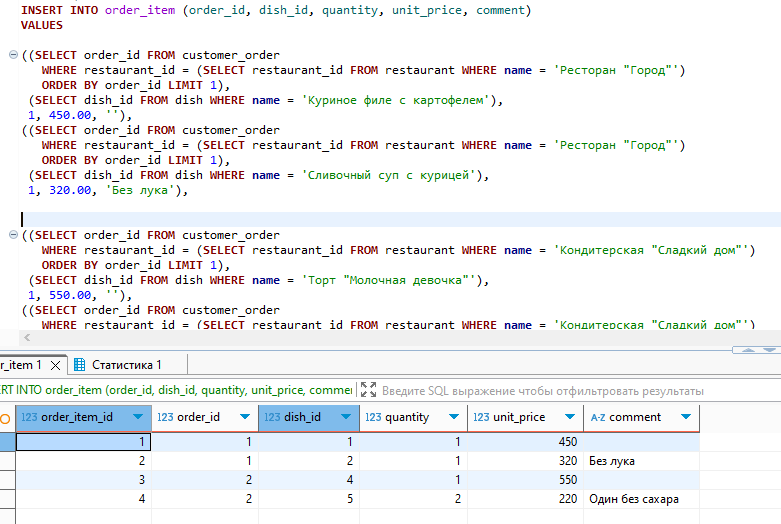 INSERT INTO order_item (order_id, dish_id, quantity, unit_price, comment)
VALUES
((SELECT order_id FROM customer_order
WHERE restaurant_id = (SELECT restaurant_id FROM restaurant WHERE name = 'Ресторан "Город"')
ORDER BY order_id LIMIT 1),
(SELECT dish_id FROM dish WHERE name = 'Куриное филе с картофелем'),
1, 450.00, ''),
((SELECT order_id FROM customer_order
WHERE restaurant_id = (SELECT restaurant_id FROM restaurant WHERE name = 'Ресторан "Город"')
ORDER BY order_id LIMIT 1),
(SELECT dish_id FROM dish WHERE name = 'Сливочный суп с курицей'),
1, 320.00, 'Без лука'),
((SELECT order_id FROM customer_order
WHERE restaurant_id = (SELECT restaurant_id FROM restaurant WHERE name = 'Кондитерская "Сладкий дом"')
ORDER BY order_id LIMIT 1),
(SELECT dish_id FROM dish WHERE name = 'Торт "Молочная девочка"'),
1, 550.00, ''),
((SELECT order_id FROM customer_order
WHERE restaurant_id = (SELECT restaurant_id FROM restaurant WHERE name = 'Кондитерская "Сладкий дом"')
r_item 1 Статистика 1
ERT INTO order_item (order_id, dish_id, quantity, unit_price, commen Введите SQL выражение чтобы отфильтровать результаты
123 order_item_id 123 order_id 123 dish_id 123 quantity 123 unit_price A-Z comment
1 1 1 1 450
2 1 2 1 320 Без лука
3 2 4 1 550
4 2 5 2 220 Один без сахара